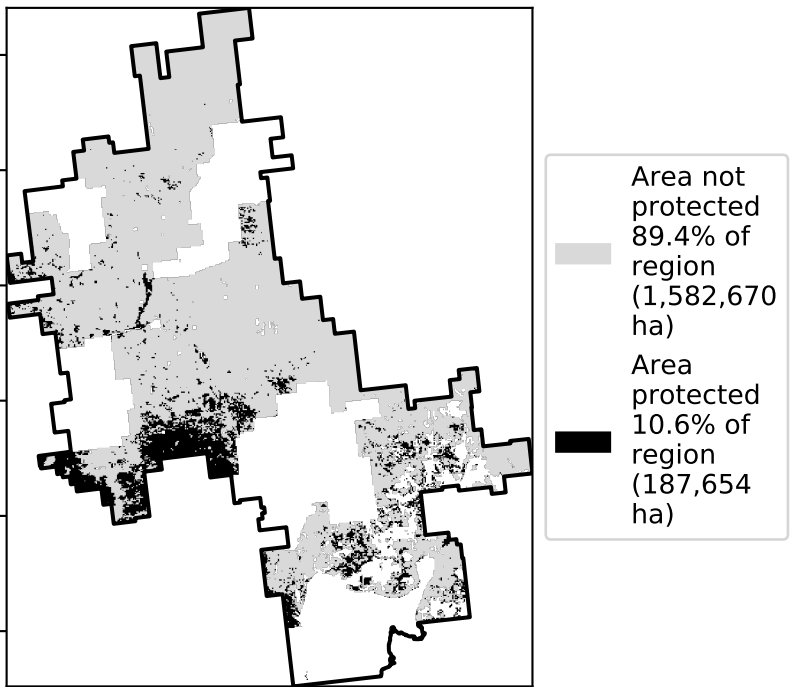 Area not
protected
89.4% of
region
(1,582,670
ha)
Area
protected
10.6% of
region
(187,654
ha)